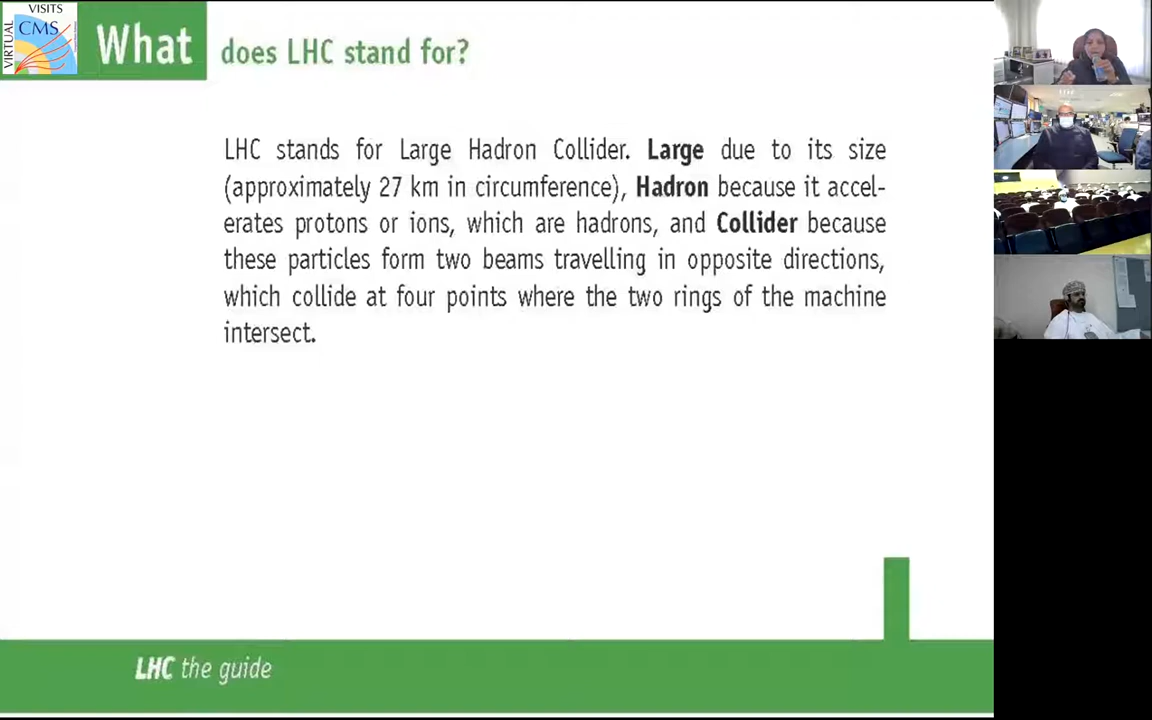 VISITS
VIRTUAL
CMS
What does LHC stand for?
LHC stands for Large Hadron Collider. Large due to its size
(approximately 27 km in circumference), Hadron because it accel-
erates protons or ions, which are hadrons, and Collider because
these particles form two beams travelling in opposite directions,
which collide at four points where the two rings of the machine
intersect.
LHC the guide